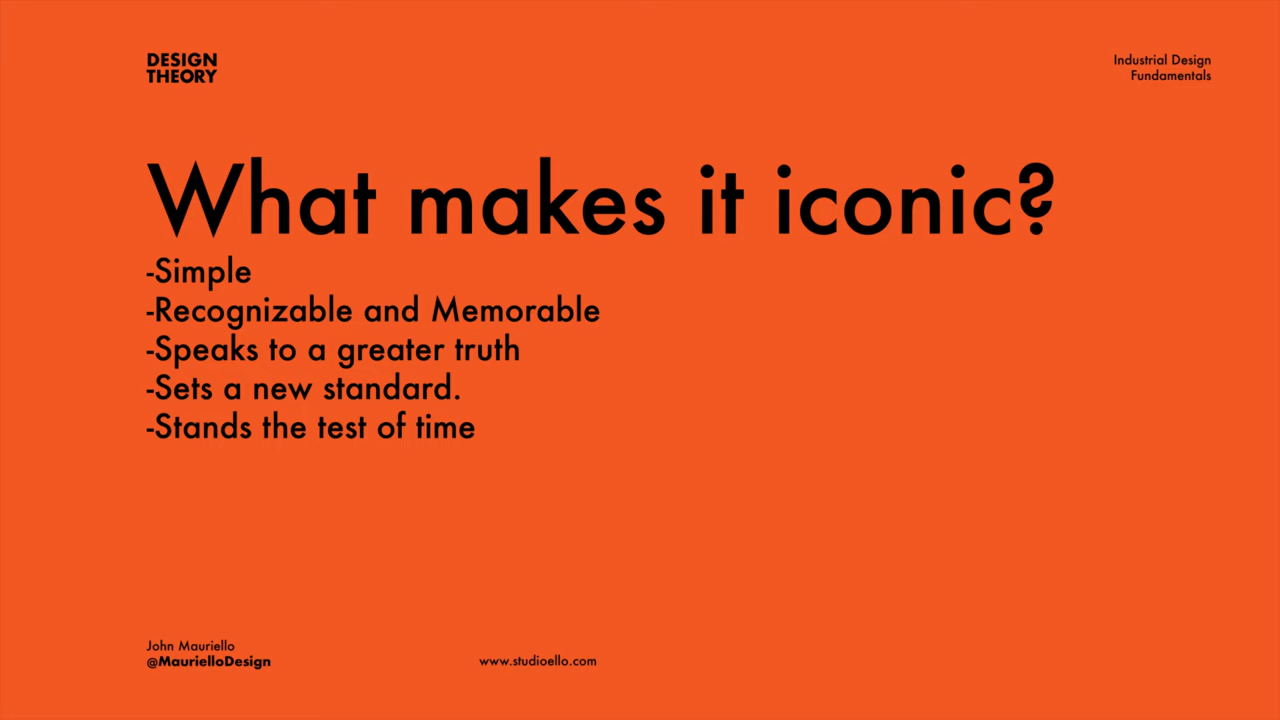 DESIGN
THEORY
Industrial Design
Fundamentals
What makes it iconic?
-Simple
-Recognizable and Memorable
-Speaks to a greater truth
-Sets a new standard.
-Stands the test of time
John Mauriello
@MaurielloDesign
www.studioello.com